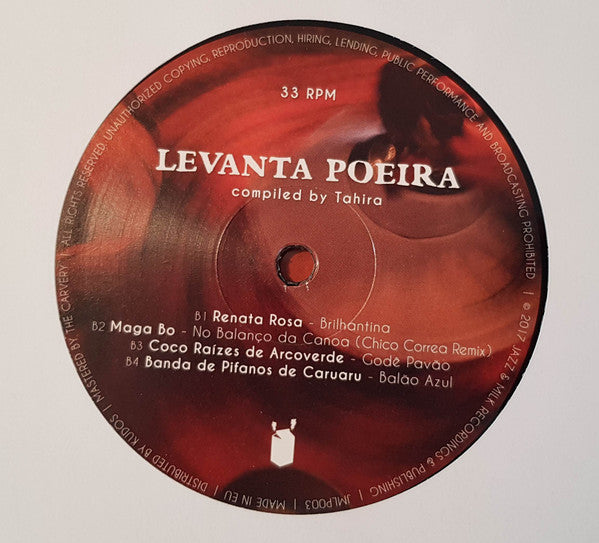 33 RPM
LEVANTA POEIRA
compiled by Tahira
B1 Renata Rosa - Brilhantina
B2 Maga Bo - No Balanço da Canoa (Chico Correa Remix)
B3 Coco Raízes de Arcoverde - Godê Pavão
B4 Banda de Pifanos de Caruaru - Balão Azul
ALL RIGHTS RESERVED. UNAUTHORIZED COPYING, REPRODUCTION, HIRING, LENDING, PUBLIC PERFORMANCE AND BROADCASTING PROHIBITED | © 2017 JAZZ & MILK RECORDINGS & PUBLISHING | JMLP003 | MADE IN EU | DISTRIBUTED BY KUDOS | MASTERED BY THE CARVERY |